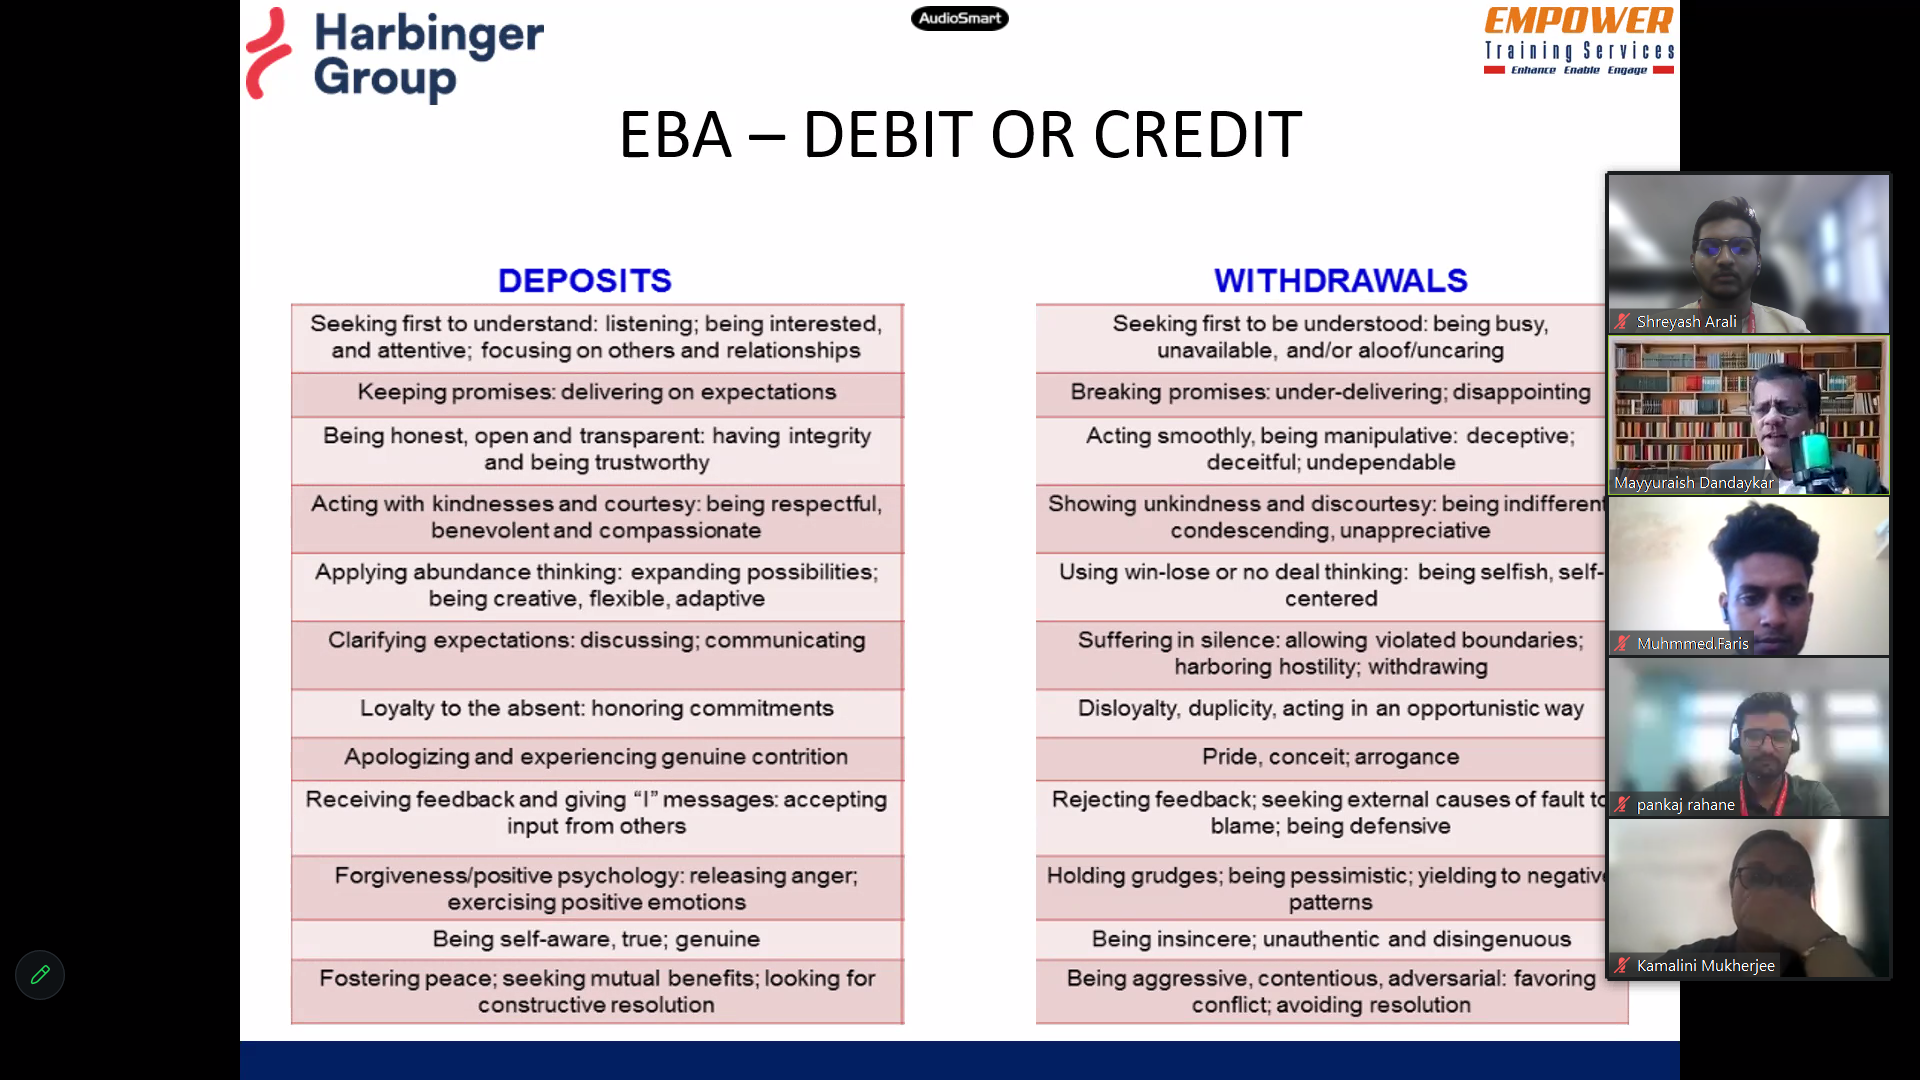 Harbinger
Group
AudioSmart
EMPOWER
Training Services
Enhance Enable Engage
EBA – DEBIT OR CREDIT
DEPOSITS
Seeking first to understand: listening; being interested,
and attentive; focusing on others and relationships
Keeping promises: delivering on expectations
Being honest, open and transparent: having integrity
and being trustworthy
Acting with kindnesses and courtesy: being respectful,
benevolent and compassionate
Applying abundance thinking: expanding possibilities;
being creative, flexible, adaptive
Clarifying expectations: discussing; communicating
Loyalty to the absent: honoring commitments
Apologizing and experiencing genuine contrition
Receiving feedback and giving “I” messages: accepting
input from others
Forgiveness/positive psychology: releasing anger;
exercising positive emotions
Being self-aware, true; genuine
Fostering peace; seeking mutual benefits; looking for
constructive resolution
WITHDRAWALS
Seeking first to be understood: being busy,
unavailable, and/or aloof/uncaring
Breaking promises: under-delivering; disappointing
Acting smoothly, being manipulative: deceptive;
deceitful; undependable
Showing unkindness and discourtesy: being indifferent
condescending, unappreciative
Using win-lose or no deal thinking: being selfish, self-
centered
Suffering in silence: allowing violated boundaries;
harboring hostility; withdrawing
Disloyalty, duplicity, acting in an opportunistic way
Pride, conceit; arrogance
Rejecting feedback; seeking external causes of fault to
blame; being defensive
Holding grudges; being pessimistic; yielding to negative
patterns
Being insincere; unauthentic and disingenuous
Being aggressive, contentious, adversarial: favoring
conflict; avoiding resolution
Shreyash Arali
Mayyuraish Dandaykar
Muhmmed.Faris
pankaj rahane
Kamalini Mukherjee